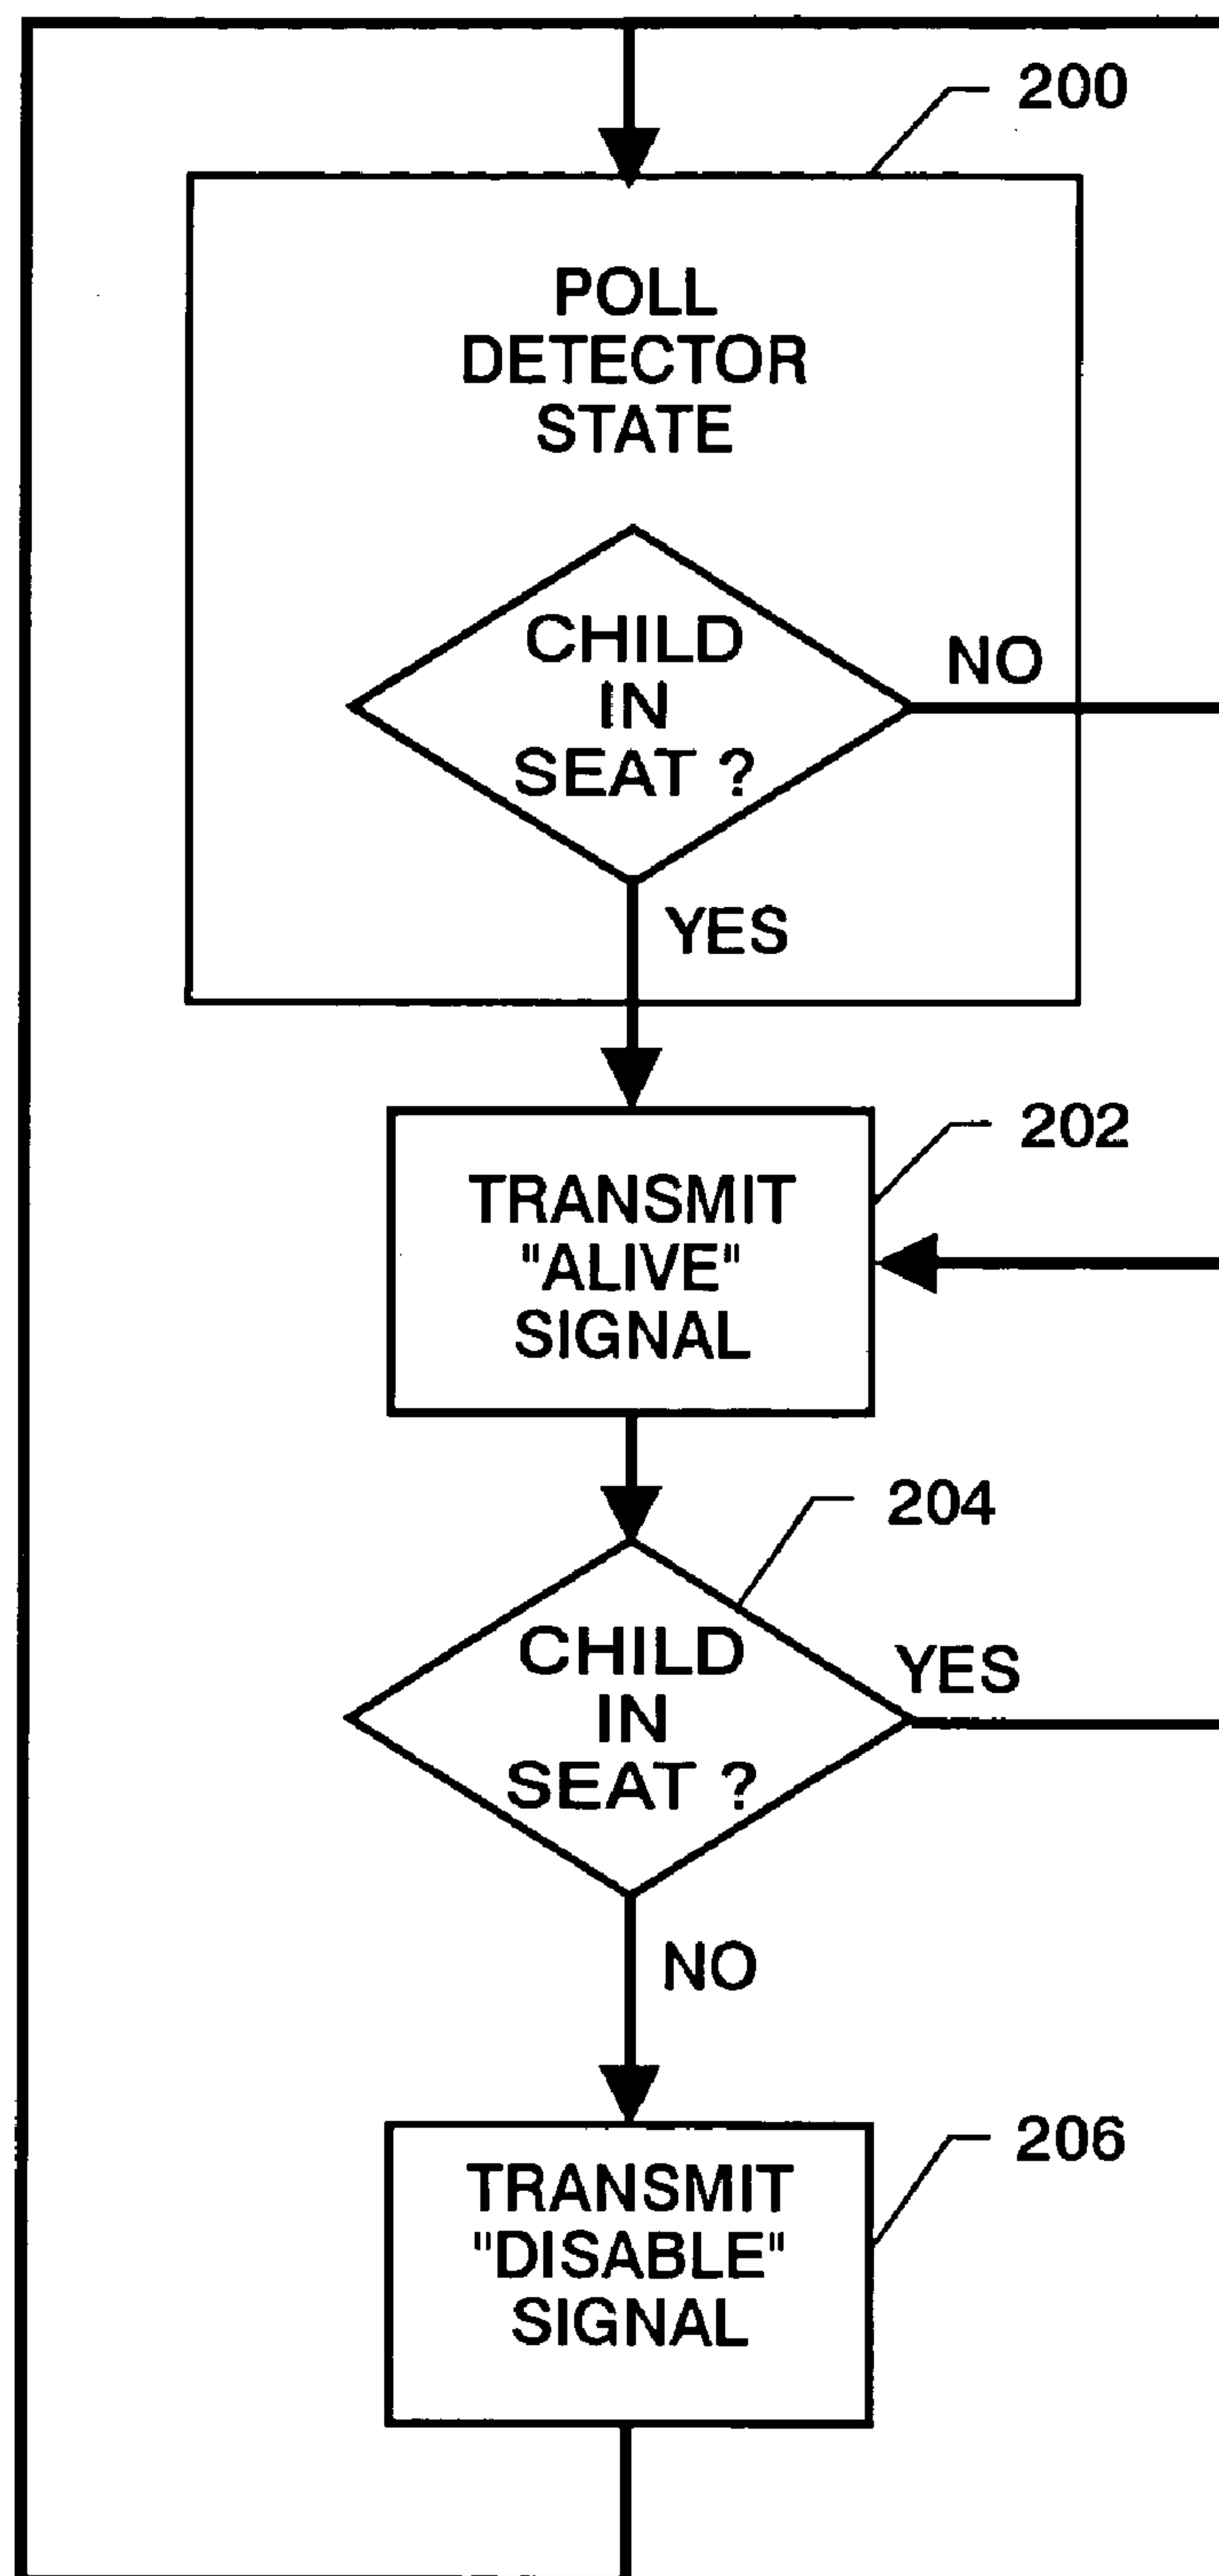 200
POLL
DETECTOR
STATE
CHILD
IN
SEAT ?
NO
YES
202
TRANSMIT
"ALIVE"
SIGNAL
204
CHILD
IN
SEAT ?
YES
NO
206
TRANSMIT
"DISABLE"
SIGNAL